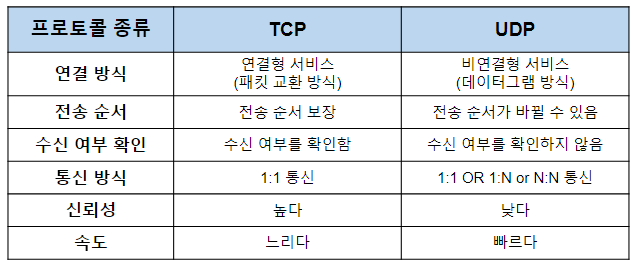 프로토콜 종류 TCP UDP
연결 방식 연결형 서비스 비연결형 서비스
(패킷 교환 방식) (데이터그램 방식)
전송 순서 전송 순서 보장 전송 순서가 바뀔 수 있음
수신 여부 확인 수신 여부를 확인함 수신 여부를 확인하지 않음
통신 방식 1:1 통신 1:1 OR 1:N or N:N 통신
신뢰성 높다 낮다
속도 느리다 빠르다